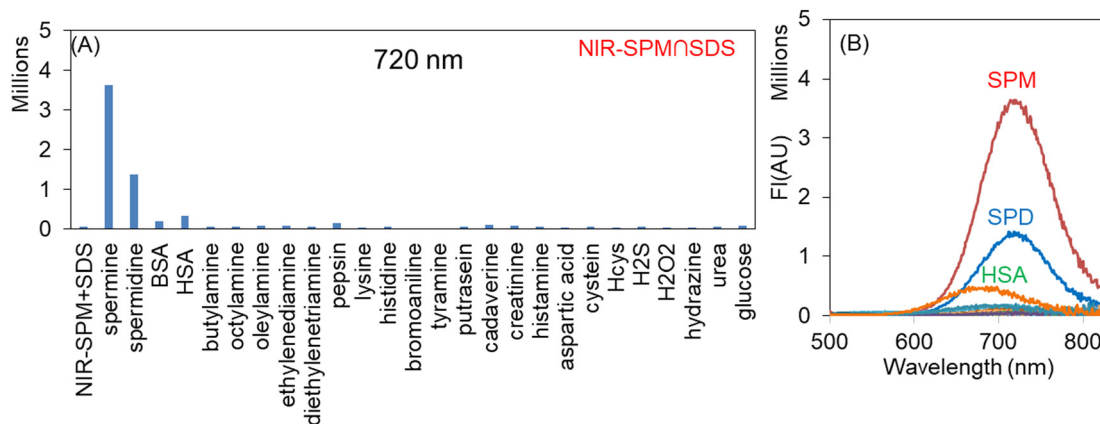 (A)
720 nm
NIR-SPM∩SDS
Millions
5
4
3
2
1
0
NIR-SPM+SDS
spermine
spermidine
BSA
HSA
butylamine
octylamine
oleylamine
ethylenediamine
diethylenetriamine
pepsin
lysine
histidine
bromoaniline
tyramine
putrasein
cadaverine
creatinine
histamine
aspartic acid
cystein
Hcys
H2S
H2O2
hydrazine
urea
glucose
(B)
Millions
FI(AU)
5
4
3
2
1
0
SPM
SPD
HSA
500
600
700
800
Wavelength (nm)